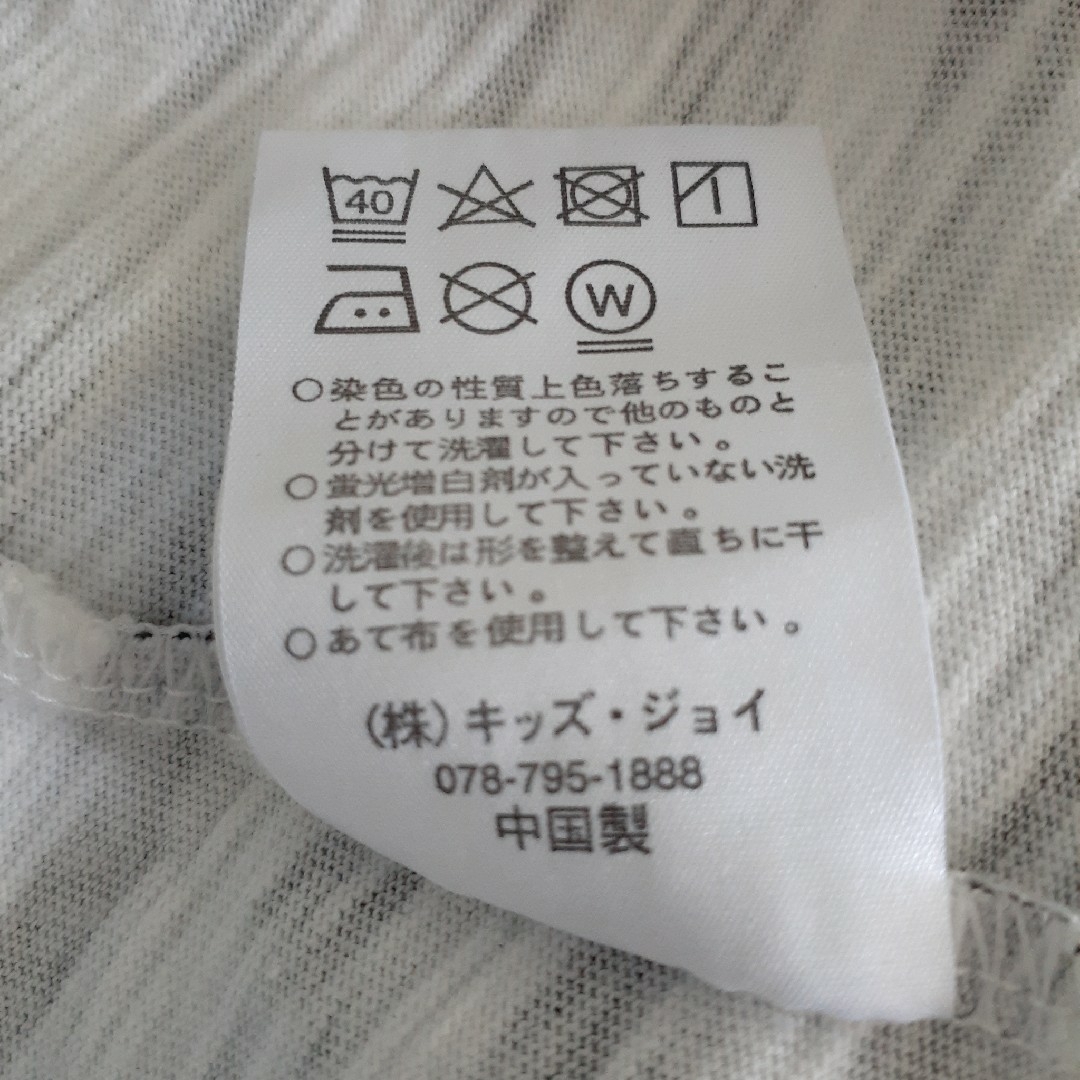 40
W
○染色の性質上色落ちするこ
とがありますので他のものと
分けて洗濯して下さい。
○蛍光増白剤が入っていない洗
剤を使用して下さい。
○洗濯後は形を整えて直ちに干
して下さい。
○あて布を使用して下さい。
(株)キッズ・ジョイ
078-795-1888
中国製